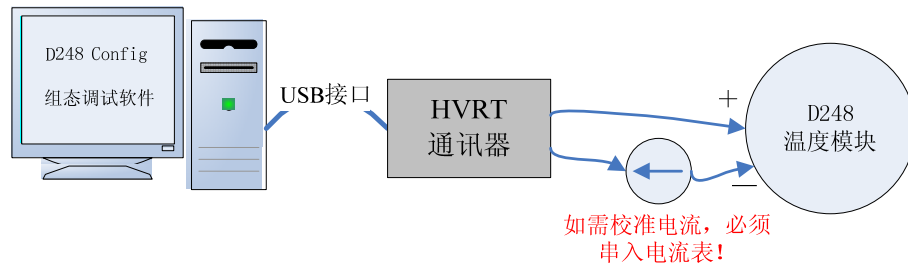 D248 Config
组态调试软件
USB接口
HVRT
通讯器
+
D248
温度模块
—
如需校准电流，必须
串入电流表！